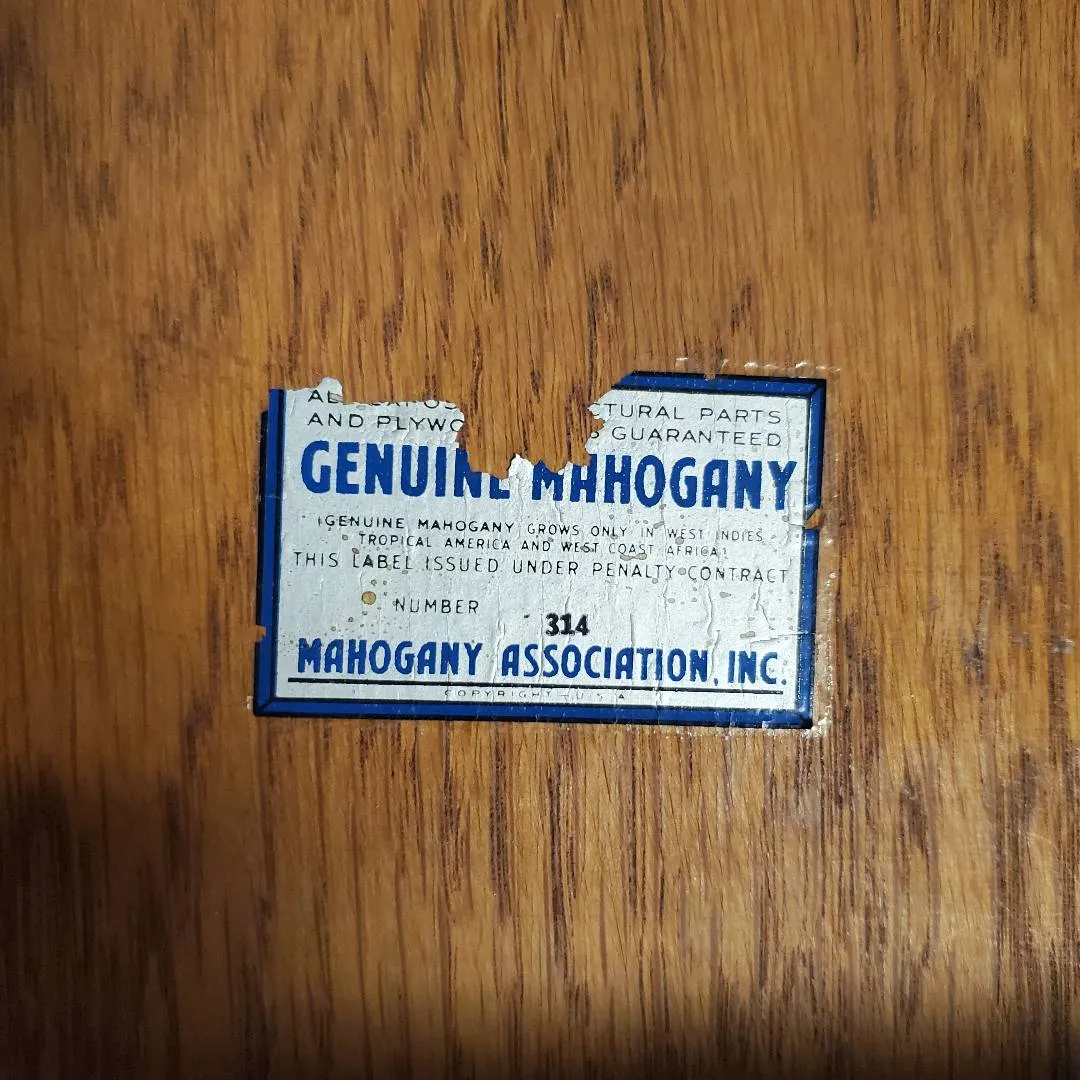 AND
CTURAL PARTS
GUARANTEED
GENUINE MAHOGANY
(GENUINE MAHOGANY GROWS ONLY IN WEST INDIES,
TROPICAL AMERICA AND WEST COAST AFRICA)
THIS LABEL ISSUED UNDER PENALTY CONTRACT
NUMBER 314
MAHOGANY ASSOCIATION, INC.
COPYRIGHT U.S.A.